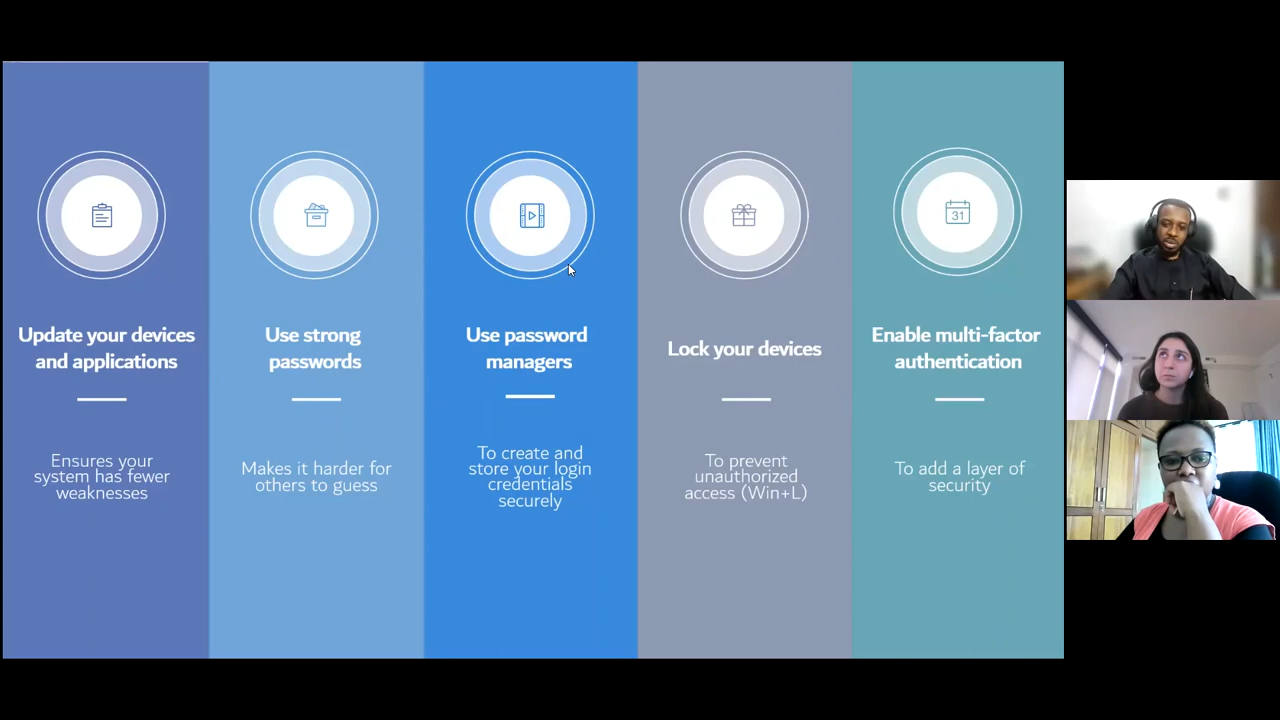 Update your devices
and applications
Ensures your
system has fewer
weaknesses
Use strong
passwords
Makes it harder for
others to guess
Use password
managers
To create and
store your login
credentials
securely
Lock your devices
To prevent
unauthorized
access (Win+L)
31
Enable multi-factor
authentication
To add a layer of
security